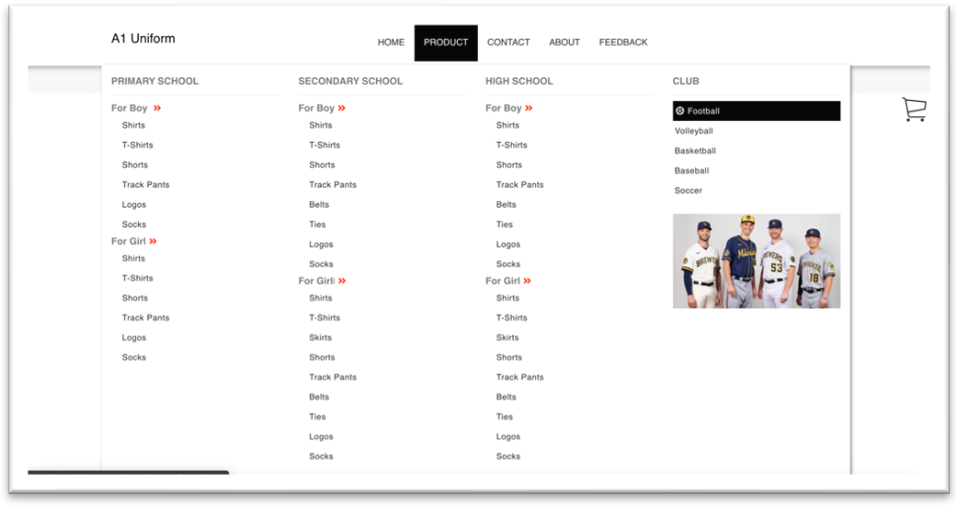 A1 Uniform
HOME PRODUCT CONTACT ABOUT FEEDBACK
PRIMARY SCHOOL
For Boy »
Shirts
T-Shirts
Shorts
Track Pants
Logos
Socks
For Girl »
Shirts
T-Shirts
Shorts
Track Pants
Logos
Socks
SECONDARY SCHOOL
For Boy »
Shirts
T-Shirts
Shorts
Track Pants
Belts
Ties
Logos
Socks
For Girl »
Shirts
T-Shirts
Skirts
Shorts
Track Pants
Belts
Ties
Logos
Socks
HIGH SCHOOL
For Boy »
Shirts
T-Shirts
Shorts
Track Pants
Belts
Ties
Logos
Socks
For Girl »
Shirts
T-Shirts
Skirts
Shorts
Track Pants
Belts
Ties
Logos
Socks
CLUB
Football
Volleyball
Basketball
Baseball
Soccer
BREWERS
53
18